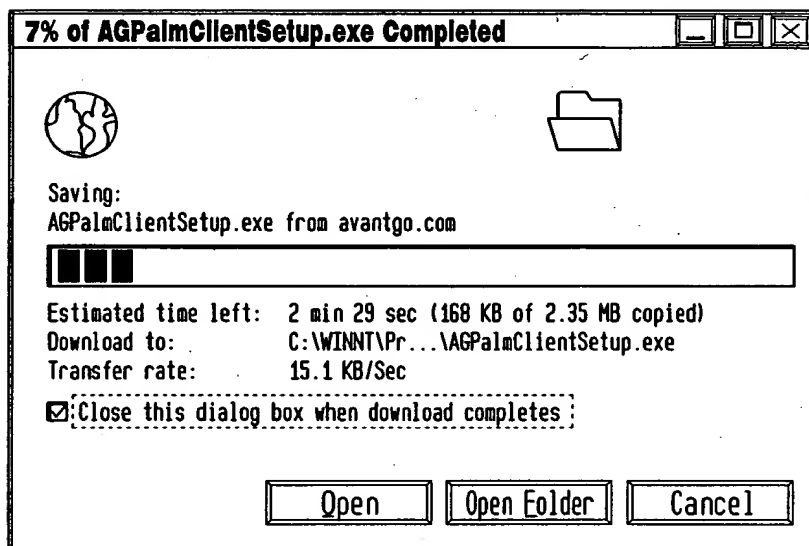 7% of AGPalmClientSetup.exe Completed
Saving:
AGPalmClientSetup.exe from avantgo.com
Estimated time left: 2 min 29 sec (168 KB of 2.35 MB copied)
Download to: C:\WINNT\Pr...\AGPalmClientSetup.exe
Transfer rate: 15.1 KB/Sec
Close this dialog box when download completes
Open Open Folder Cancel